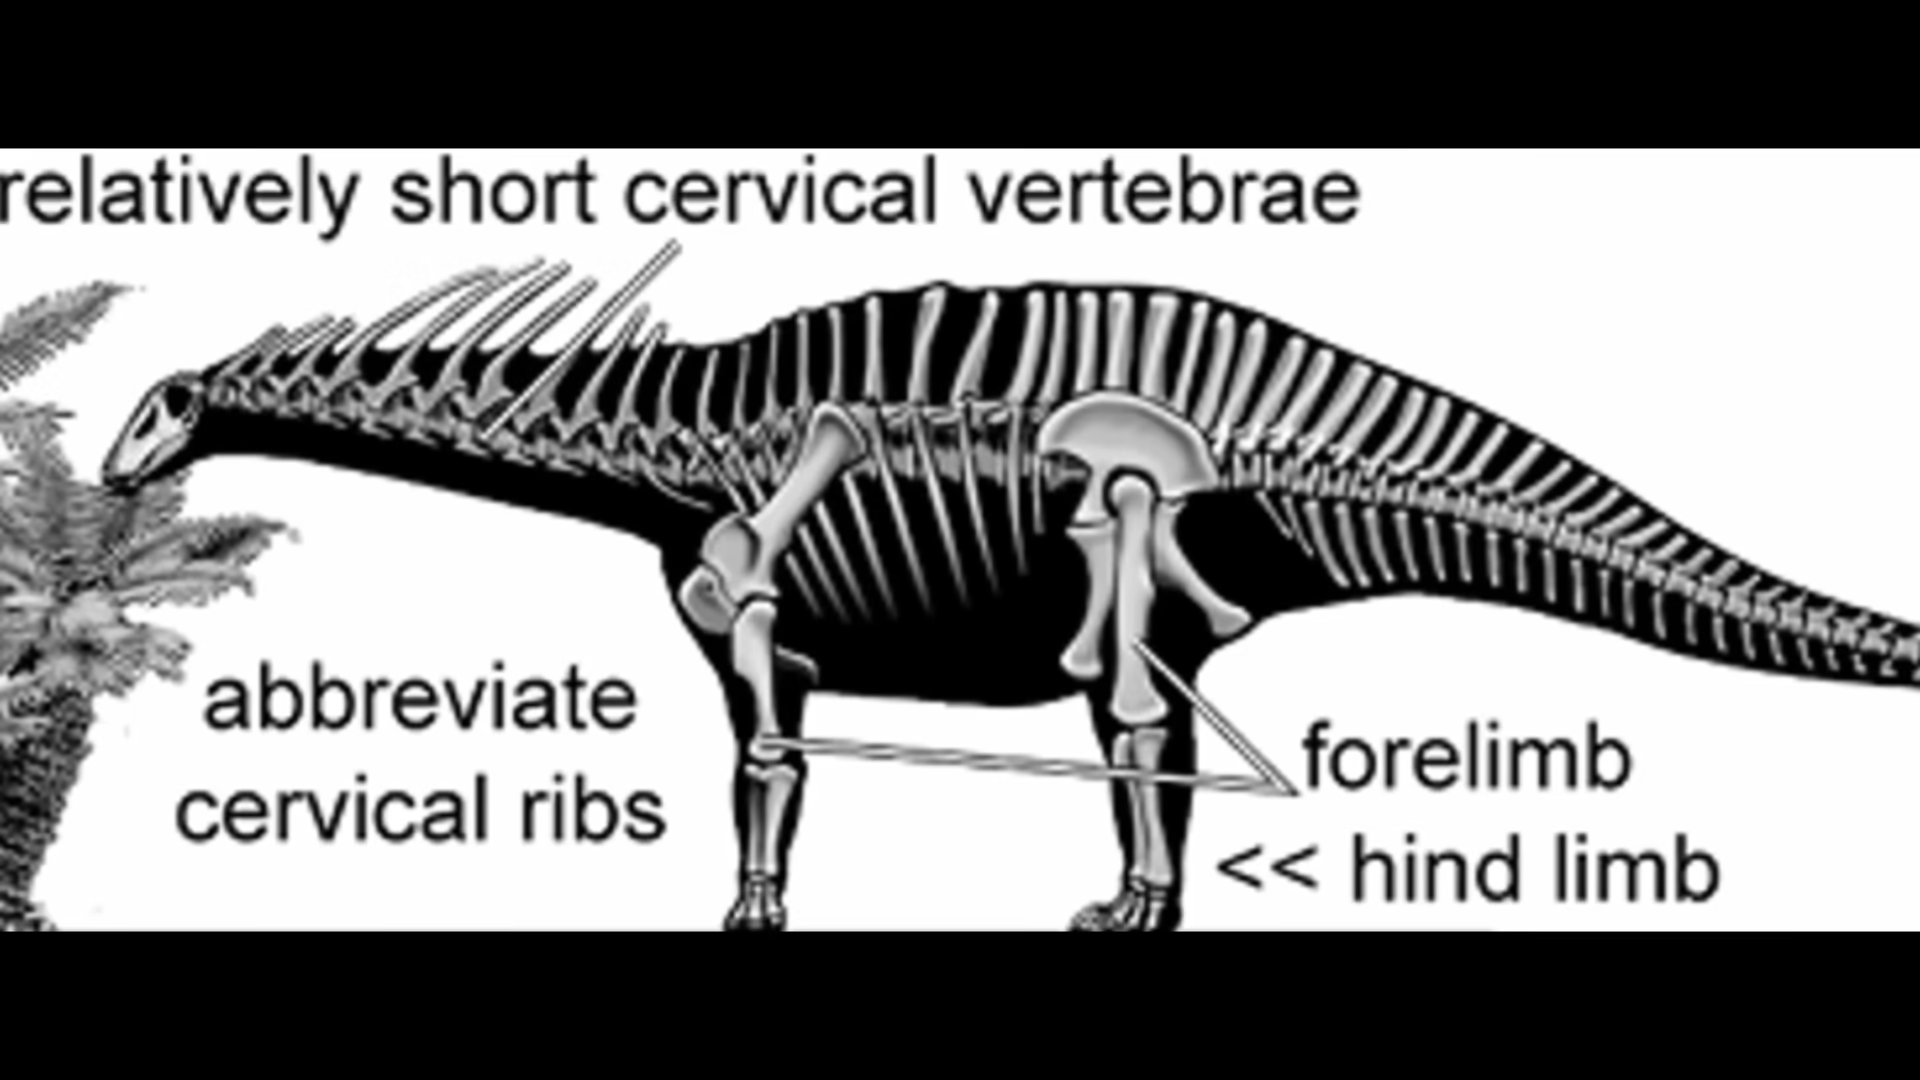 relatively short cervical vertebrae
abbreviate
cervical ribs
forelimb
<< hind limb